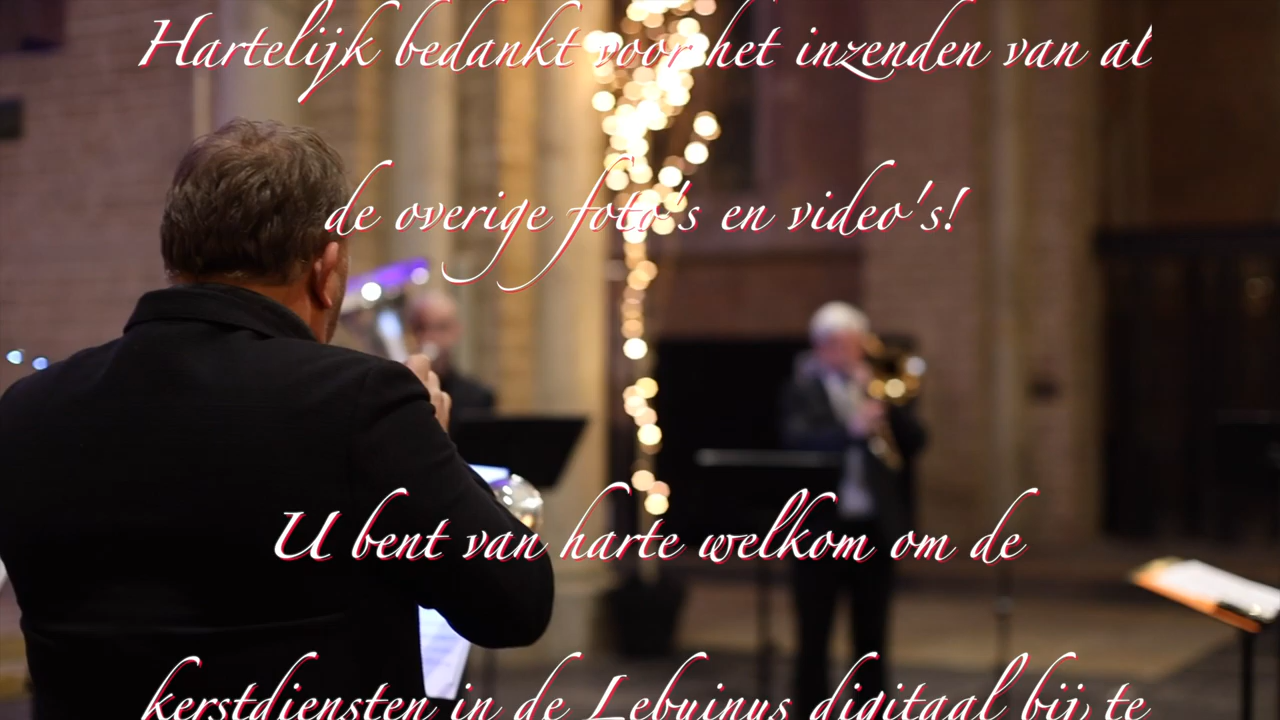 Hartelijk bedankt voor het inzenden van al
de overige foto's en video's!
U bent van harte welkom om de
kerstdiensten in de Lebuinus digitaal bij te